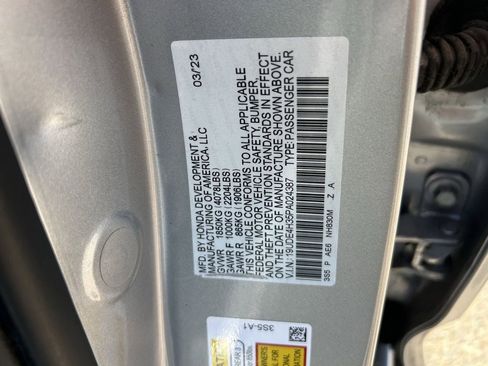 MFD. BY HONDA DEVELOPMENT & 03/23
MANUFACTURING OF AMERICA, LLC
GVWR 1850KG (4078LBS)
GAWR F 1000KG (2204LBS)
GAWR R 865KG (1906LBS)
THIS VEHICLE CONFORMS TO ALL APPLICABLE
FEDERAL MOTOR VEHICLE SAFETY, BUMPER,
AND THEFT PREVENTION STANDARDS IN EFFECT
ON THE DATE OF MANUFACTURE SHOWN ABOVE.
V.I.N.: 19UDE4H35PA024387 TYPE: PASSENGER CAR
3S5 P AE6 NH830M Z A
3S5-A1